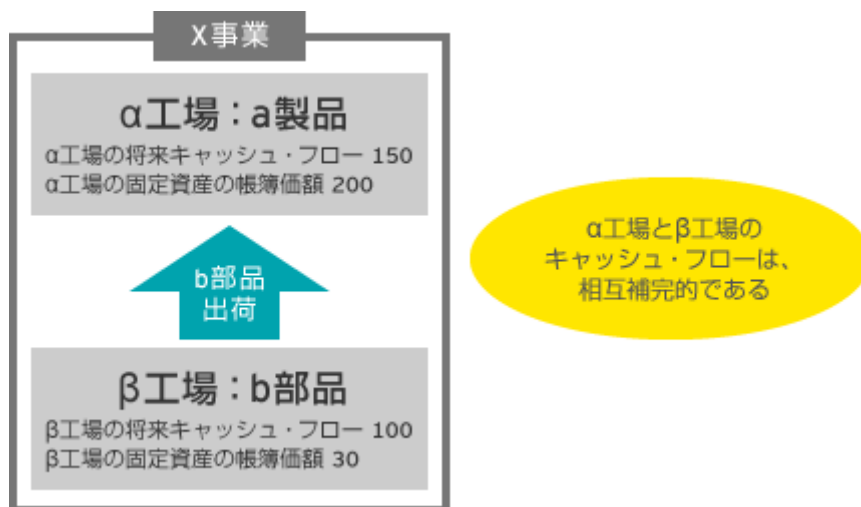 X事業
α工場：a製品
α工場の将来キャッシュ・フロー 150
α工場の固定資産の帳簿価額 200
b部品
出荷
β工場：b部品
β工場の将来キャッシュ・フロー 100
β工場の固定資産の帳簿価額 30
α工場とβ工場の
キャッシュ・フローは、
相互補完的である